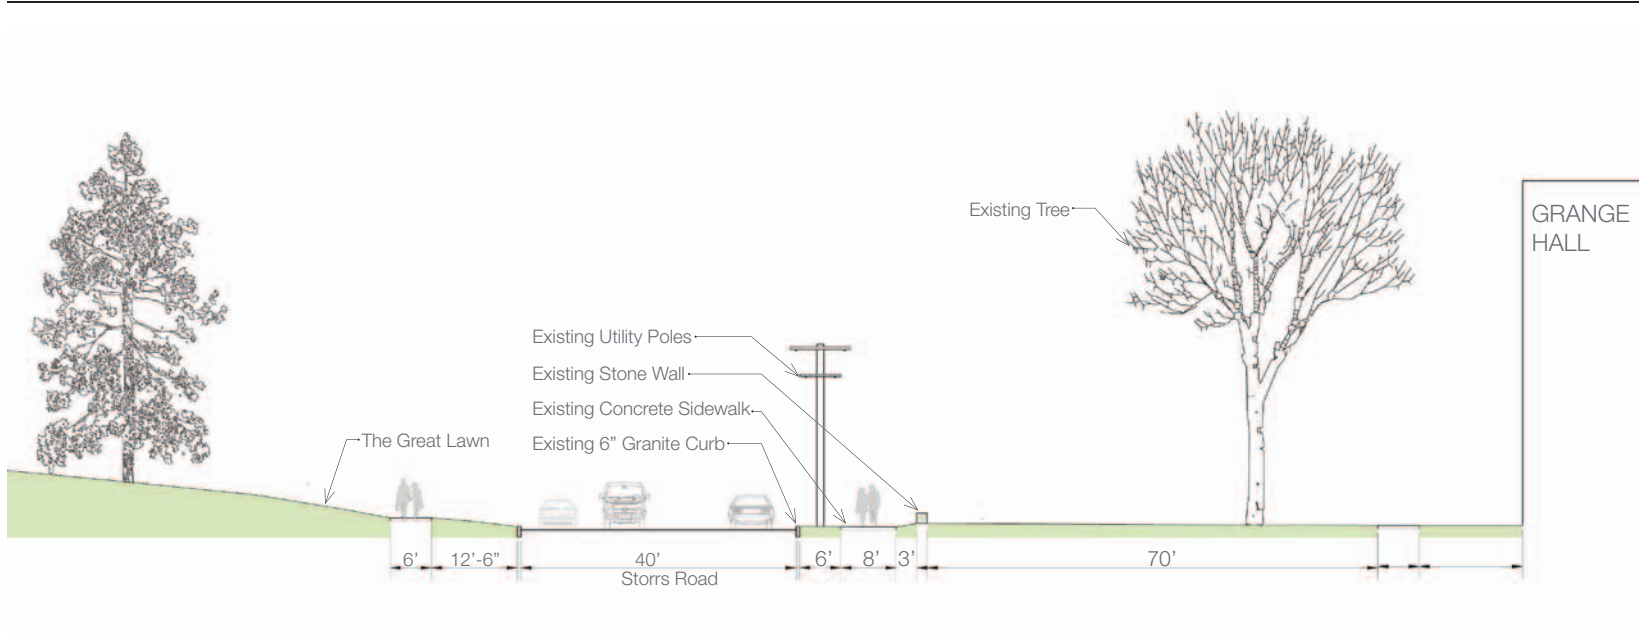 Existing Tree
GRANGE
HALL
Existing Utility Poles
Existing Stone Wall
Existing Concrete Sidewalk
The Great Lawn
Existing 6” Granite Curb
6’ 12’-6” 40’ 6’ 8’ 3’ 70’
Storrs Road